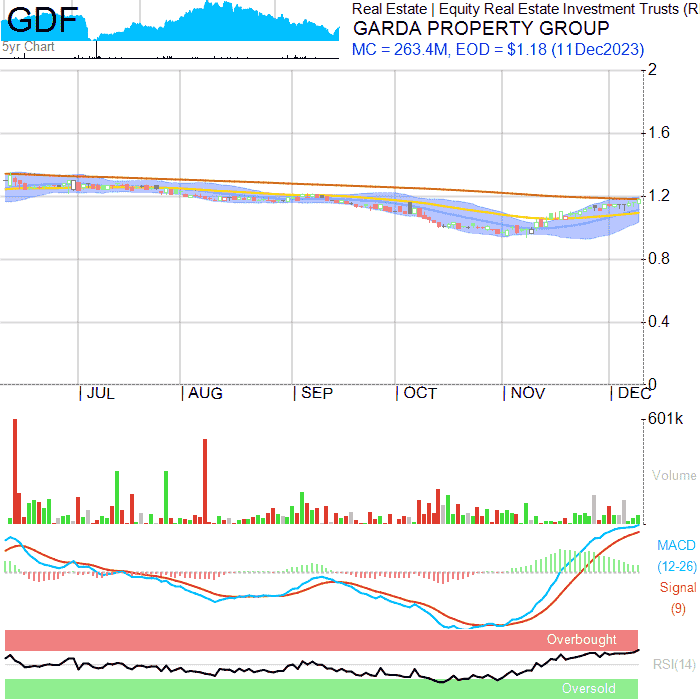 GDF
5yr Chart
Real Estate | Equity Real Estate Investment Trusts (R
GARDA PROPERTY GROUP
MC = 263.4M, EOD = $1.18 (11Dec2023)
2
1.6
1.2
0.8
0.4
0
JUL AUG SEP OCT NOV DEC
601k
Volume
MACD
(12-26)
Signal
(9)
Overbought
RSI(14)
Oversold